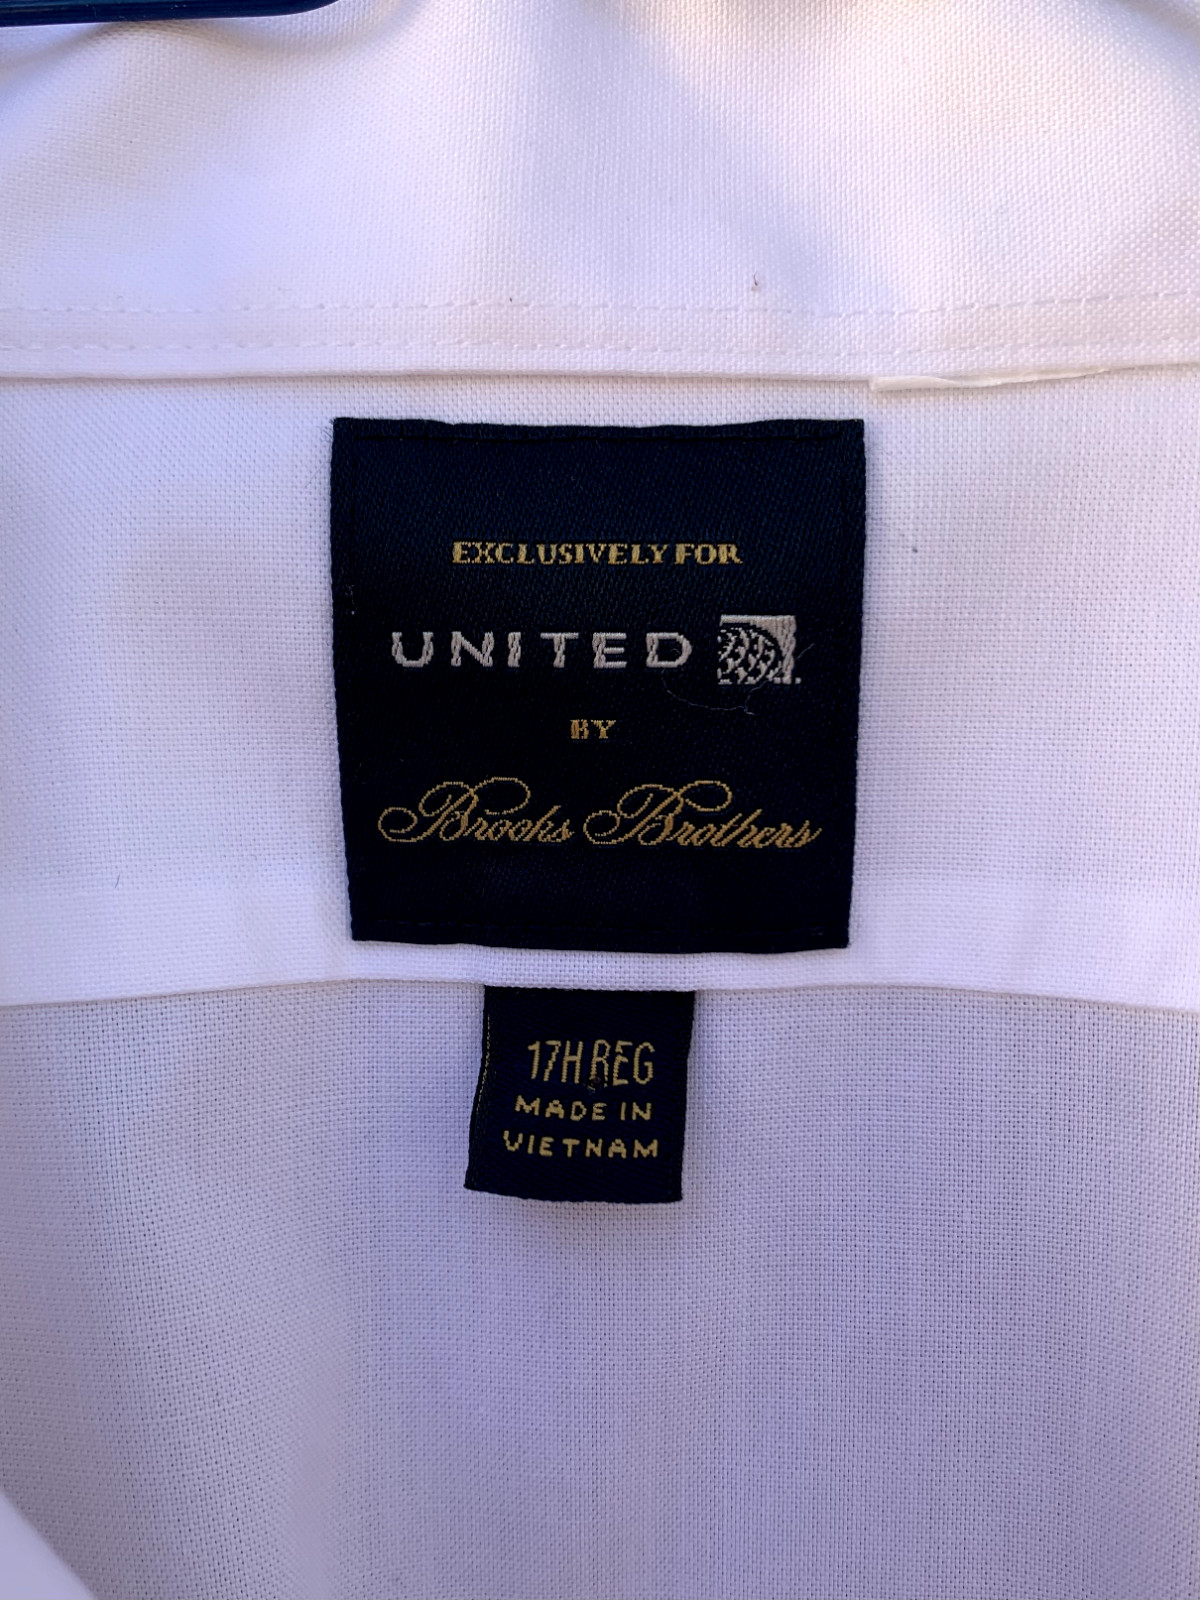 EXCLUSIVELY FOR
UNITED
BY
Brooks Brothers
17H REG
MADE IN
VIETNAM